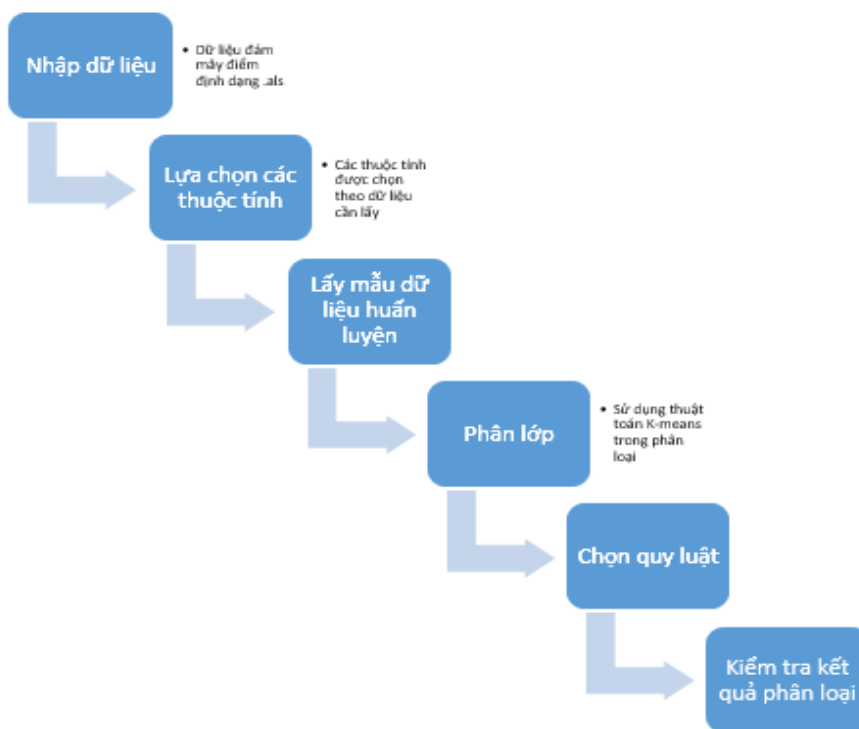 Nhập dữ liệu
• Dữ liệu đám
mây điểm
định dạng .als
Lựa chọn các
thuộc tính
• Các thuộc tính
được chọn
theo dữ liệu
cần lấy
Lấy mẫu dữ
liệu huấn
luyện
Phân lớp
• Sử dụng thuật
toán K-means
trong phân
loại
Chọn quy luật
Kiểm tra kết
quả phân loại